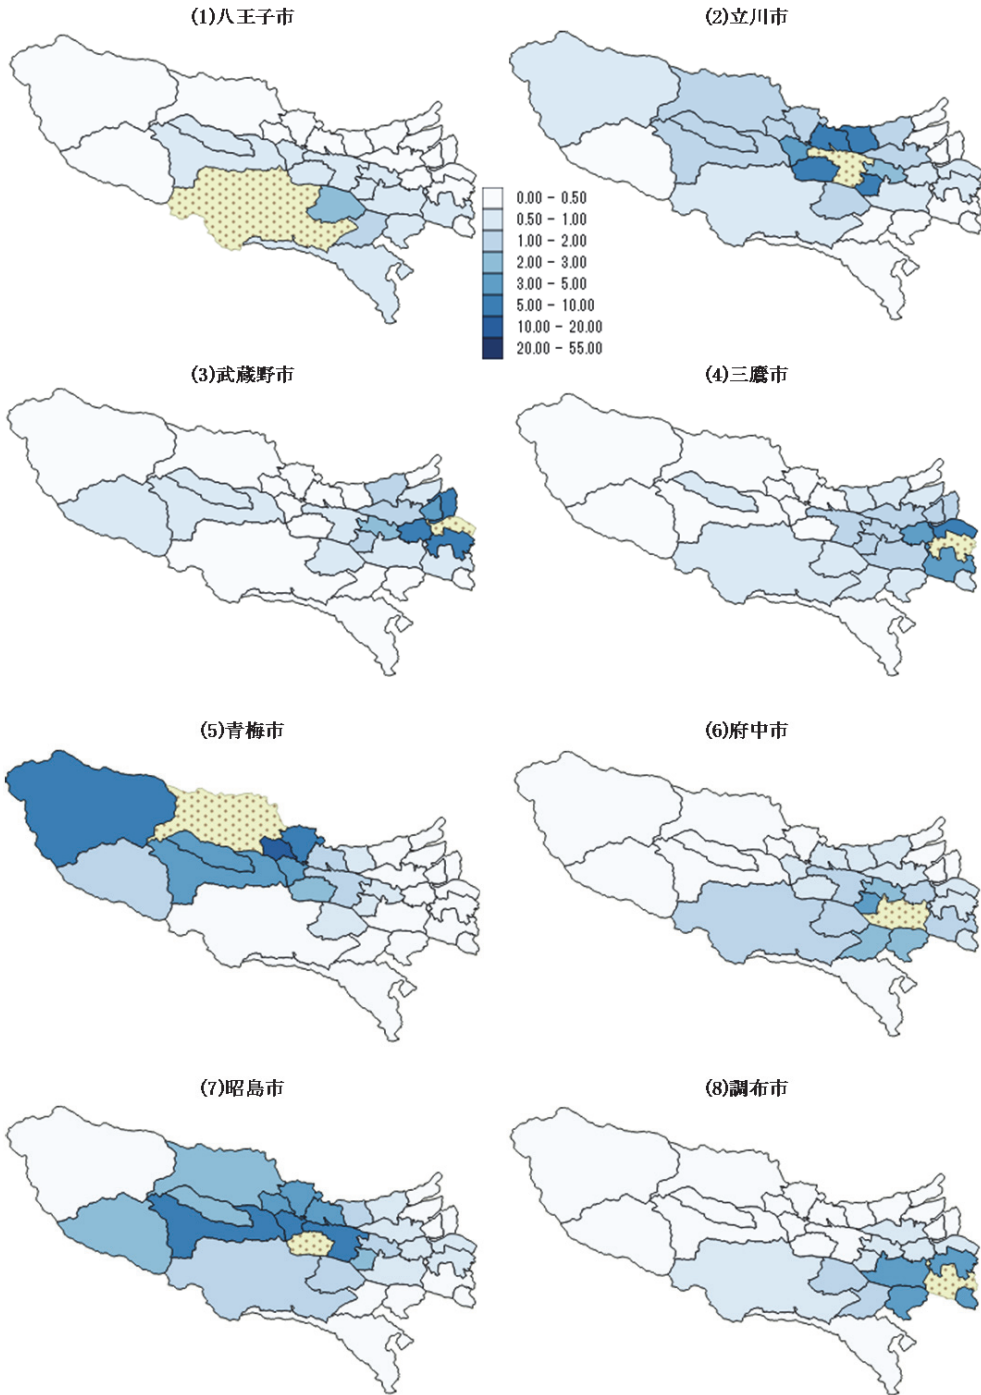 (1)八王子市
(2)立川市
0.00 - 0.50
0.50 - 1.00
1.00 - 2.00
2.00 - 3.00
3.00 - 5.00
5.00 - 10.00
10.00 - 20.00
20.00 - 55.00
(3)武蔵野市
(4)三鷹市
(5)青梅市
(6)府中市
(7)昭島市
(8)調布市